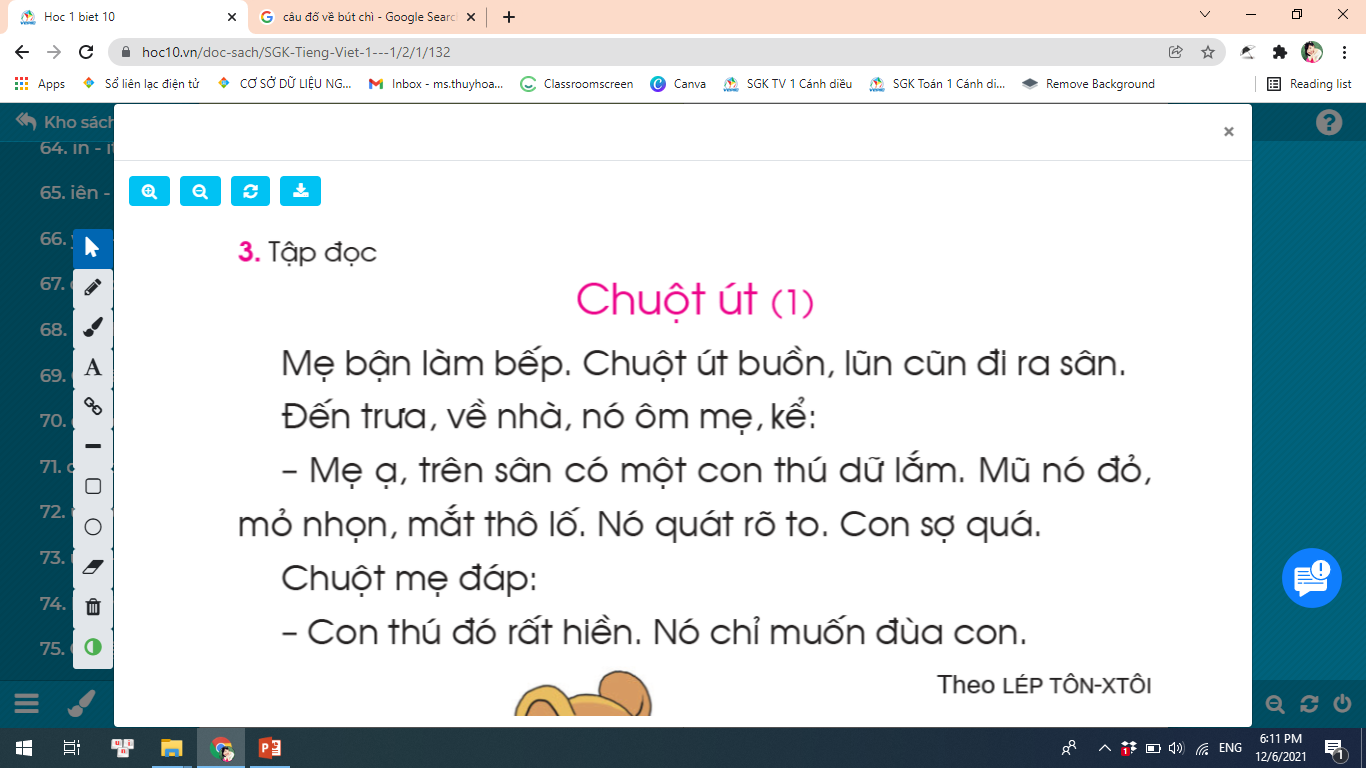 Hoc 1 biet 10
câu đố về bút chì - Google Searc
hoc10.vn/doc-sach/SGK-Tieng-Viet-1---1/2/1/132
Apps
Sổ liên lạc điện tử
CƠ SỞ DỮ LIỆU NG...
Inbox - ms.thuyhoa...
Classroomscreen
Canva
SGK TV 1 Cánh diều
SGK Toán 1 Cánh di...
Remove Background
Reading list
Kho sách
64. in - i
65. iên -
66.
67.
68.
69.
70.
71.
72.
73.
74.
75.
A
3. Tập đọc
Chuột út (1)
Mẹ bận làm bếp. Chuột út buồn, lũn cũn đi ra sân.
Đến trưa, về nhà, nó ôm mẹ, kể:
– Mẹ ạ, trên sân có một con thú dữ lắm. Mũ nó đỏ,
mỏ nhọn, mắt thô lố. Nó quát rõ to. Con sợ quá.
Chuột mẹ đáp:
– Con thú đó rất hiền. Nó chỉ muốn đùa con.
Theo LÉP TÔN-XTÔI
ENG
6:11 PM
12/6/2021